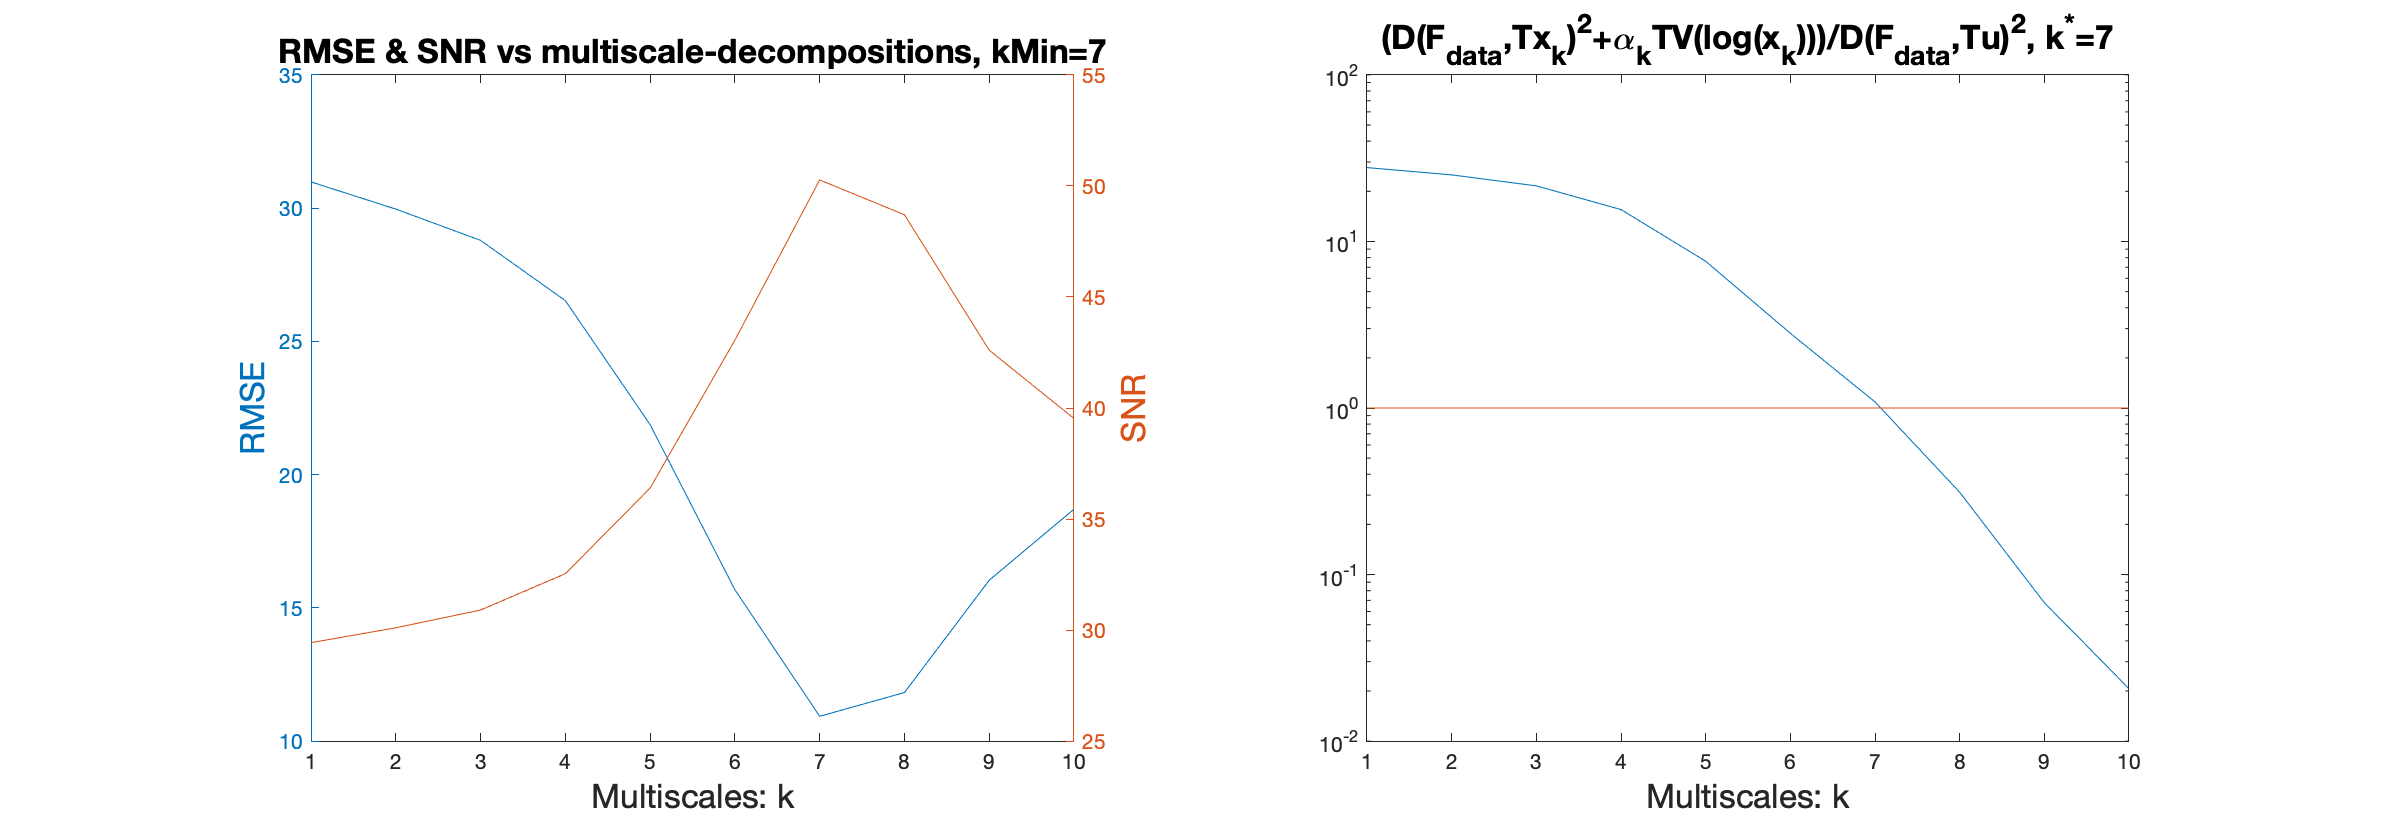 RMSE & SNR vs multiscale-decompositions, kMin=7
35
30
25
20
15
10
RMSE
55
50
45
40
35
30
25
SNR
1 2 3 4 5 6 7 8 9 10
Multiscales: k
(D(F_data,Tx_k)^2+α_kTV(log(x_k)))/D(F_data,Tu)^2, k^*=7
10^2
10^1
10^0
10^-1
10^-2
1 2 3 4 5 6 7 8 9 10
Multiscales: k